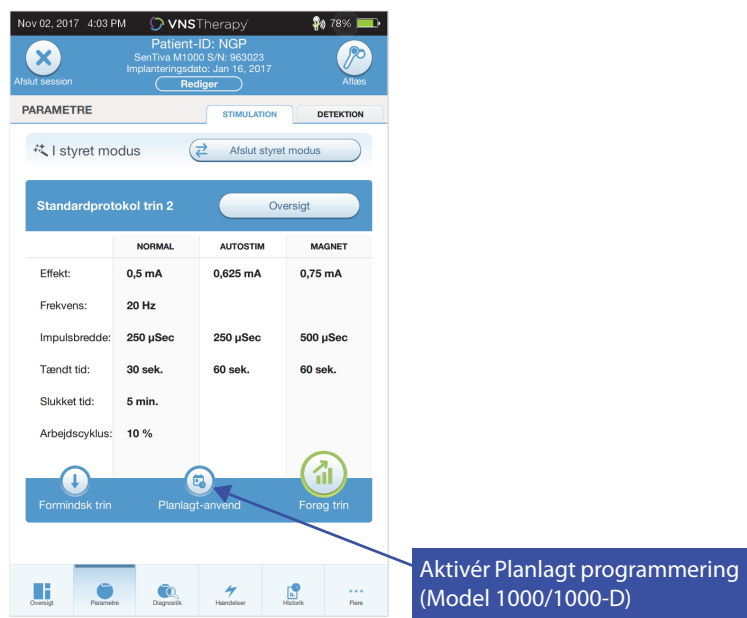 Nov 02, 2017 4:03 PM VNSTherapy 78%
Patient-ID: NGP
SenTiva M1000 S/N: 963023
Implanteringsdato: Jan 16, 2017
Afslut session Rediger Aflæs
PARAMETRE STIMULATION DETEKTION
I styret modus Afslut styret modus
Standardprotokol trin 2 Oversigt
NORMAL AUTOSTIM MAGNET
Effekt: 0,5 mA 0,625 mA 0,75 mA
Frekvens: 20 Hz
Impulsbredde: 250 µSec 250 µSec 500 µSec
Tændt tid: 30 sek. 60 sek. 60 sek.
Slukket tid: 5 min.
Arbejdscyklus: 10 %
Formindsk trin Planlagt-anvend Forøg trin
Aktivér Planlagt programmering
(Model 1000/1000-D)
Oversigt Parametre Diagnostik Hændelser Historik Flere